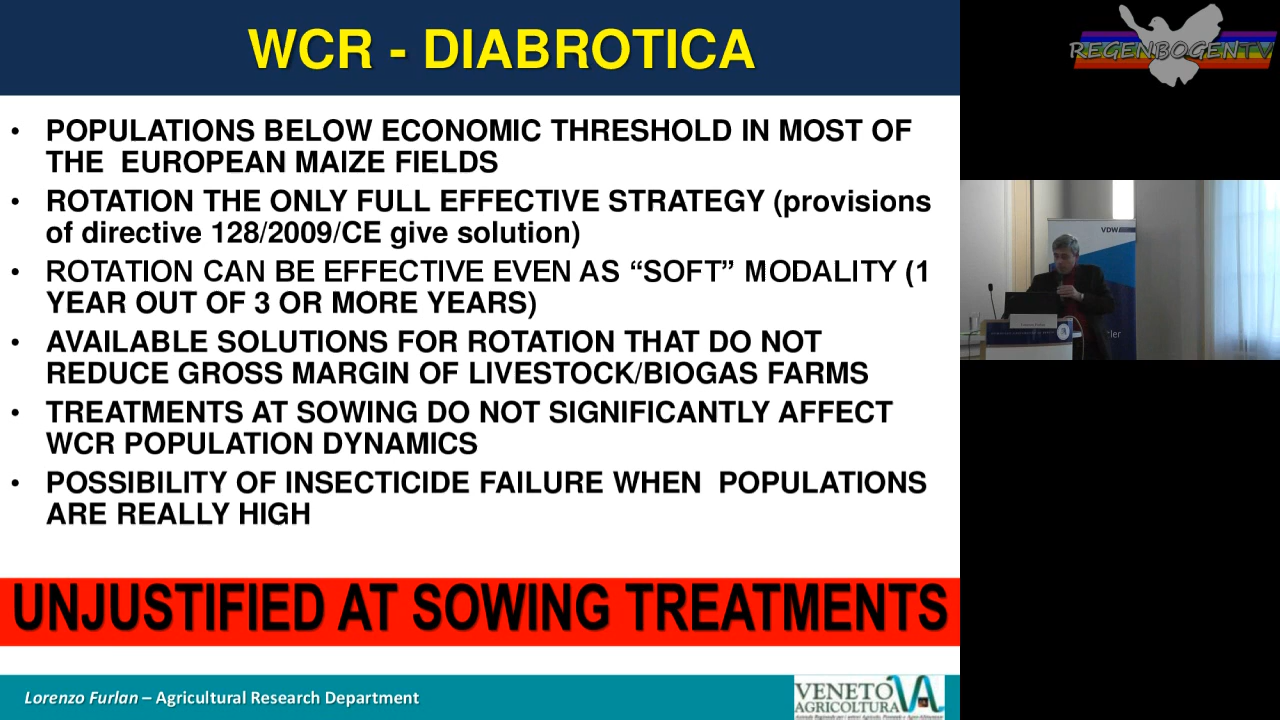 WCR - DIABROTICA
• POPULATIONS BELOW ECONOMIC THRESHOLD IN MOST OF
THE EUROPEAN MAIZE FIELDS
• ROTATION THE ONLY FULL EFFECTIVE STRATEGY (provisions
of directive 128/2009/CE give solution)
• ROTATION CAN BE EFFECTIVE EVEN AS “SOFT” MODALITY (1
YEAR OUT OF 3 OR MORE YEARS)
• AVAILABLE SOLUTIONS FOR ROTATION THAT DO NOT
REDUCE GROSS MARGIN OF LIVESTOCK/BIOGAS FARMS
• TREATMENTS AT SOWING DO NOT SIGNIFICANTLY AFFECT
WCR POPULATION DYNAMICS
• POSSIBILITY OF INSECTICIDE FAILURE WHEN POPULATIONS
ARE REALLY HIGH
UNJUSTIFIED AT SOWING TREATMENTS
Lorenzo Furlan – Agricultural Research Department
VENETO
AGRICOLTURA
REGENBOGENTV
VDW